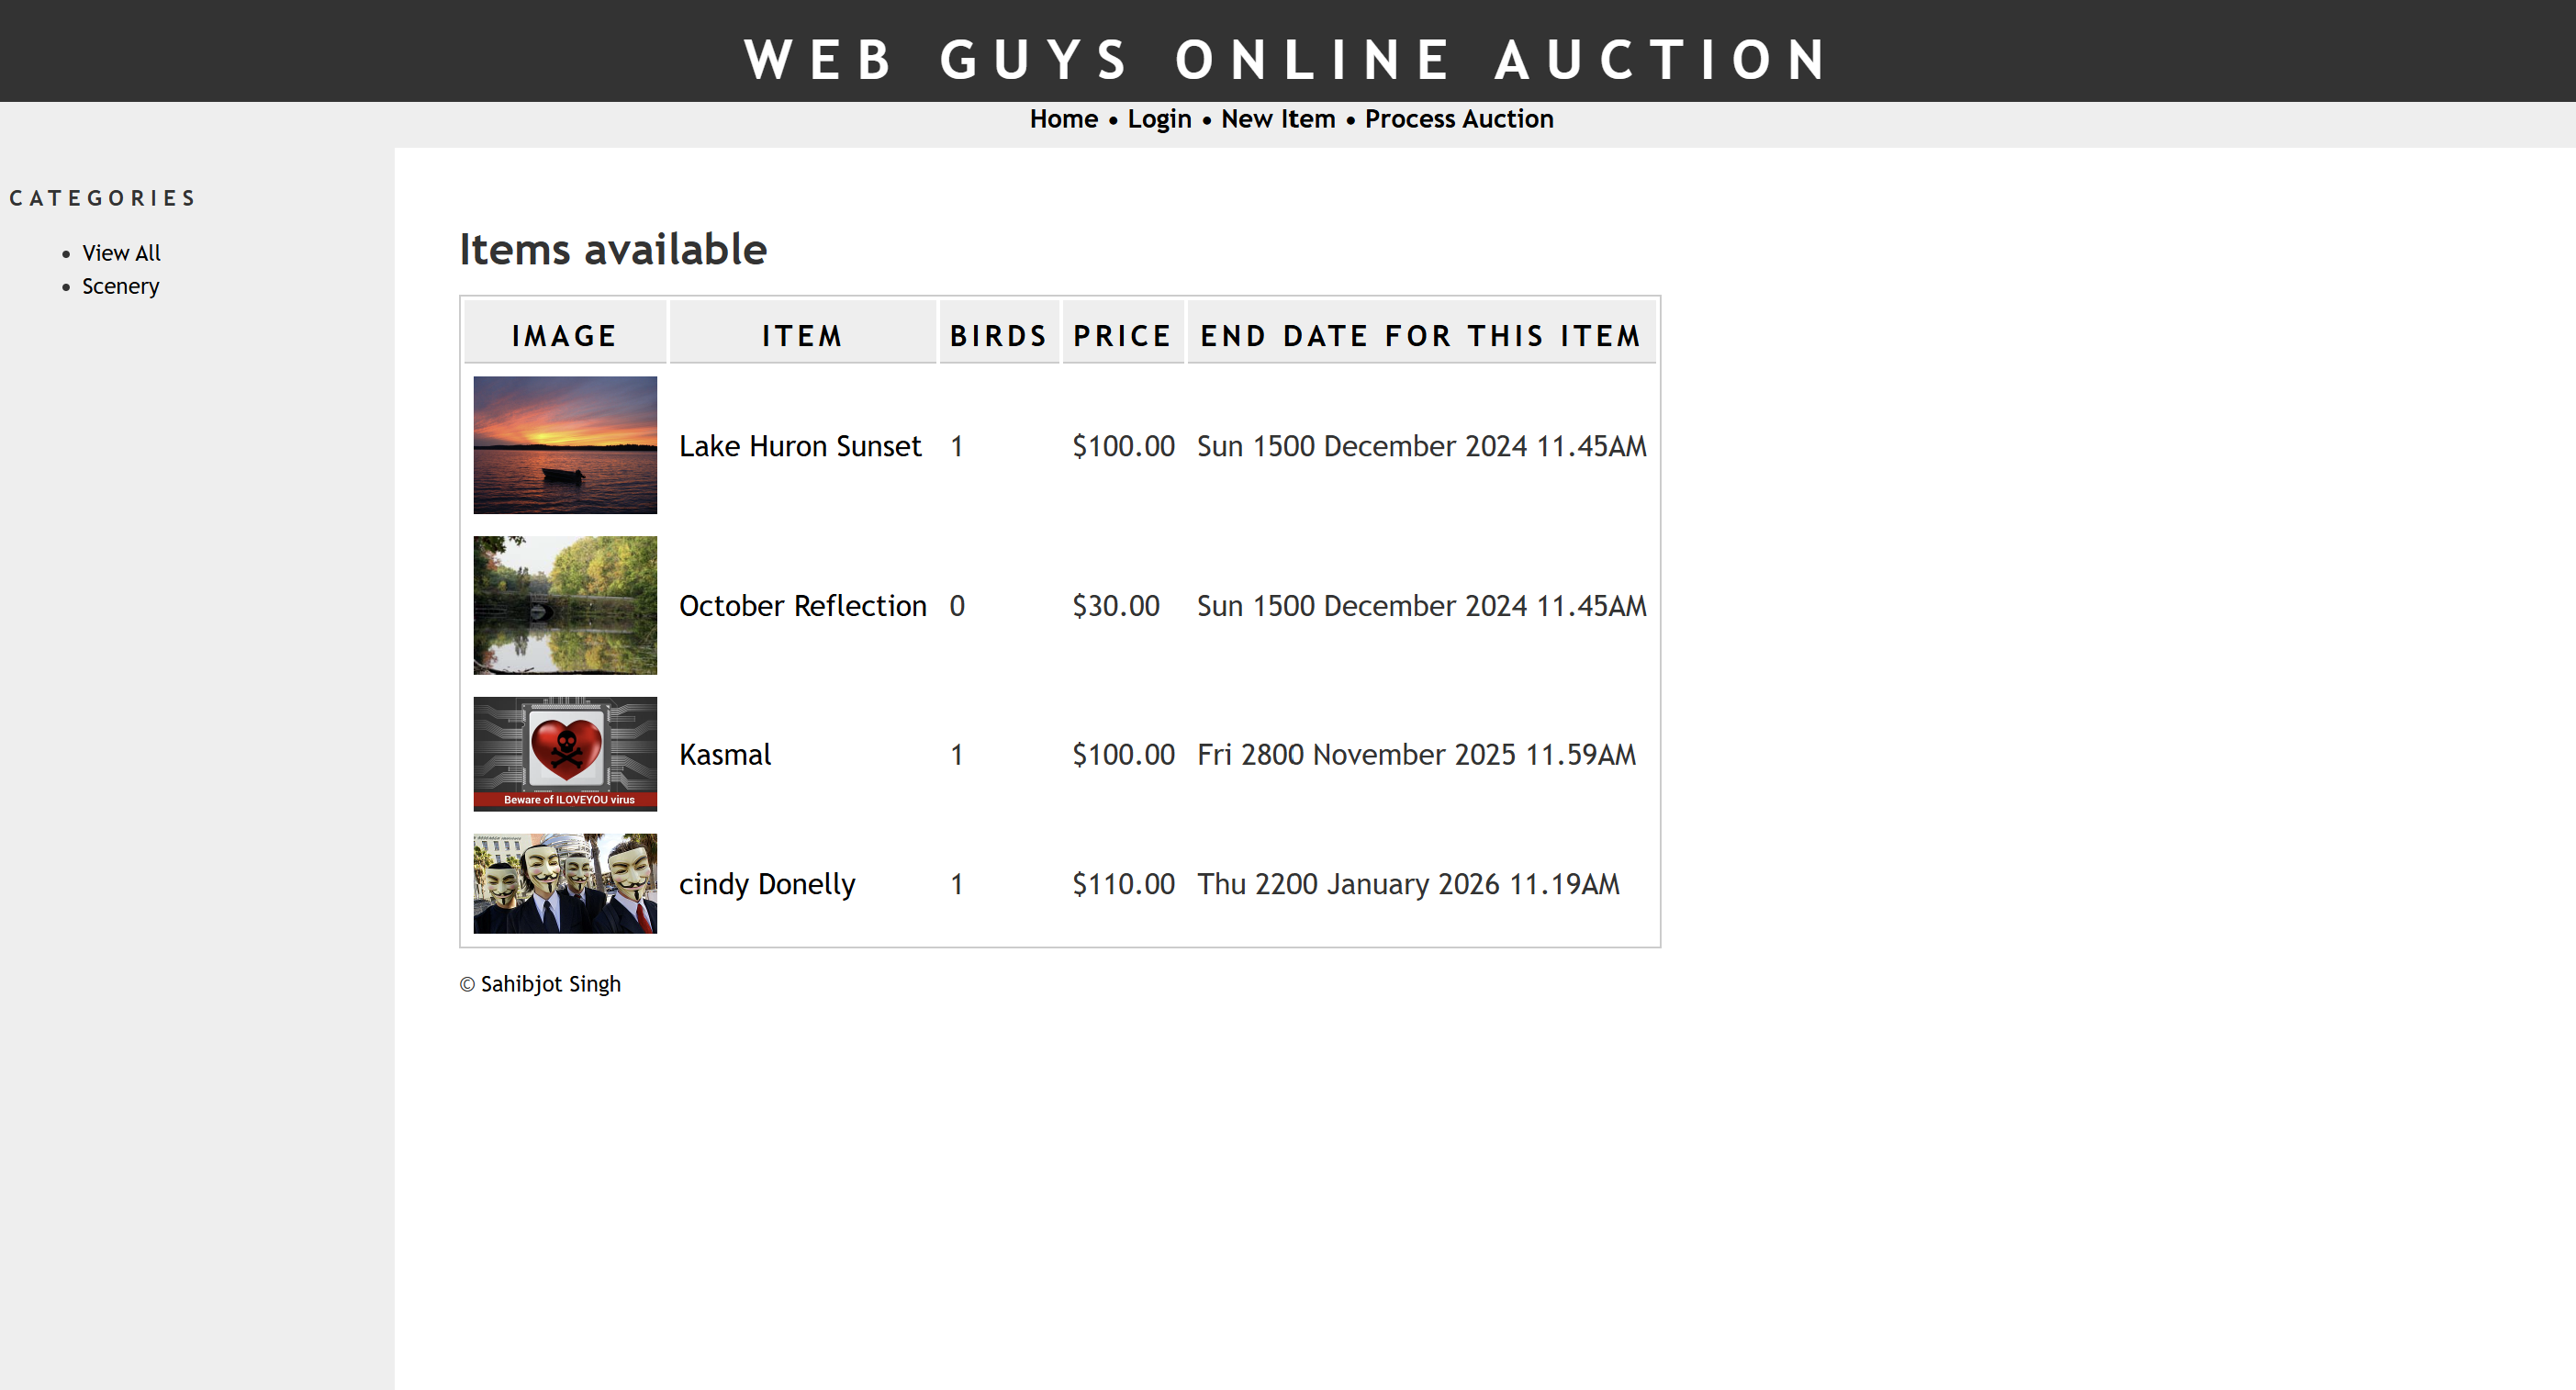 WEB GUYS ONLINE AUCTION
Home • Login • New Item • Process Auction
CATEGORIES
• View All
• Scenery
Items available
IMAGE ITEM BIRDS PRICE END DATE FOR THIS ITEM
Lake Huron Sunset 1 $100.00 Sun 1500 December 2024 11.45AM
October Reflection 0 $30.00 Sun 1500 December 2024 11.45AM
Beware of ILOVEYOU virus
Kasmal 1 $100.00 Fri 2800 November 2025 11.59AM
cindy Donelly 1 $110.00 Thu 2200 January 2026 11.19AM
© Sahibjot Singh